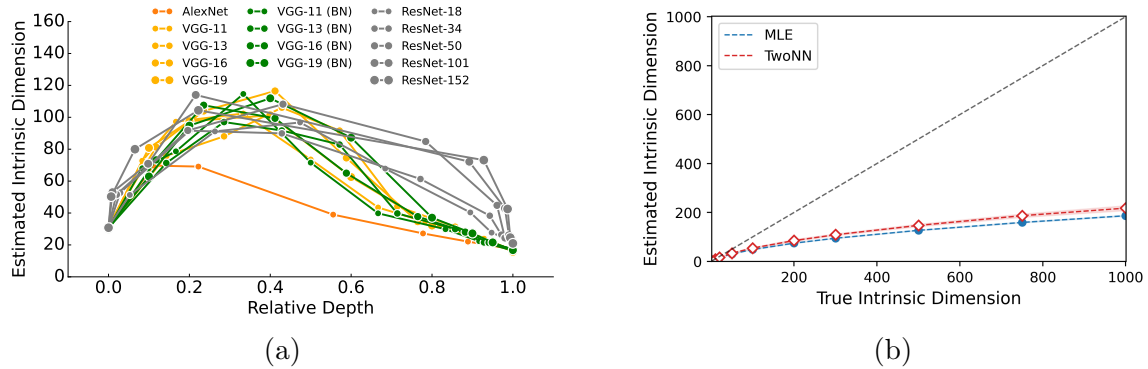 AlexNet
VGG-11
VGG-13
VGG-16
VGG-19
VGG-11 (BN)
VGG-13 (BN)
VGG-16 (BN)
VGG-19 (BN)
ResNet-18
ResNet-34
ResNet-50
ResNet-101
ResNet-152
Estimated Intrinsic Dimension
160
140
120
100
80
60
40
20
0
0.0 0.2 0.4 0.6 0.8 1.0
Relative Depth
(a)
MLE
TwoNN
Estimated Intrinsic Dimension
1000
800
600
400
200
0
200 400 600 800 1000
True Intrinsic Dimension
(b)